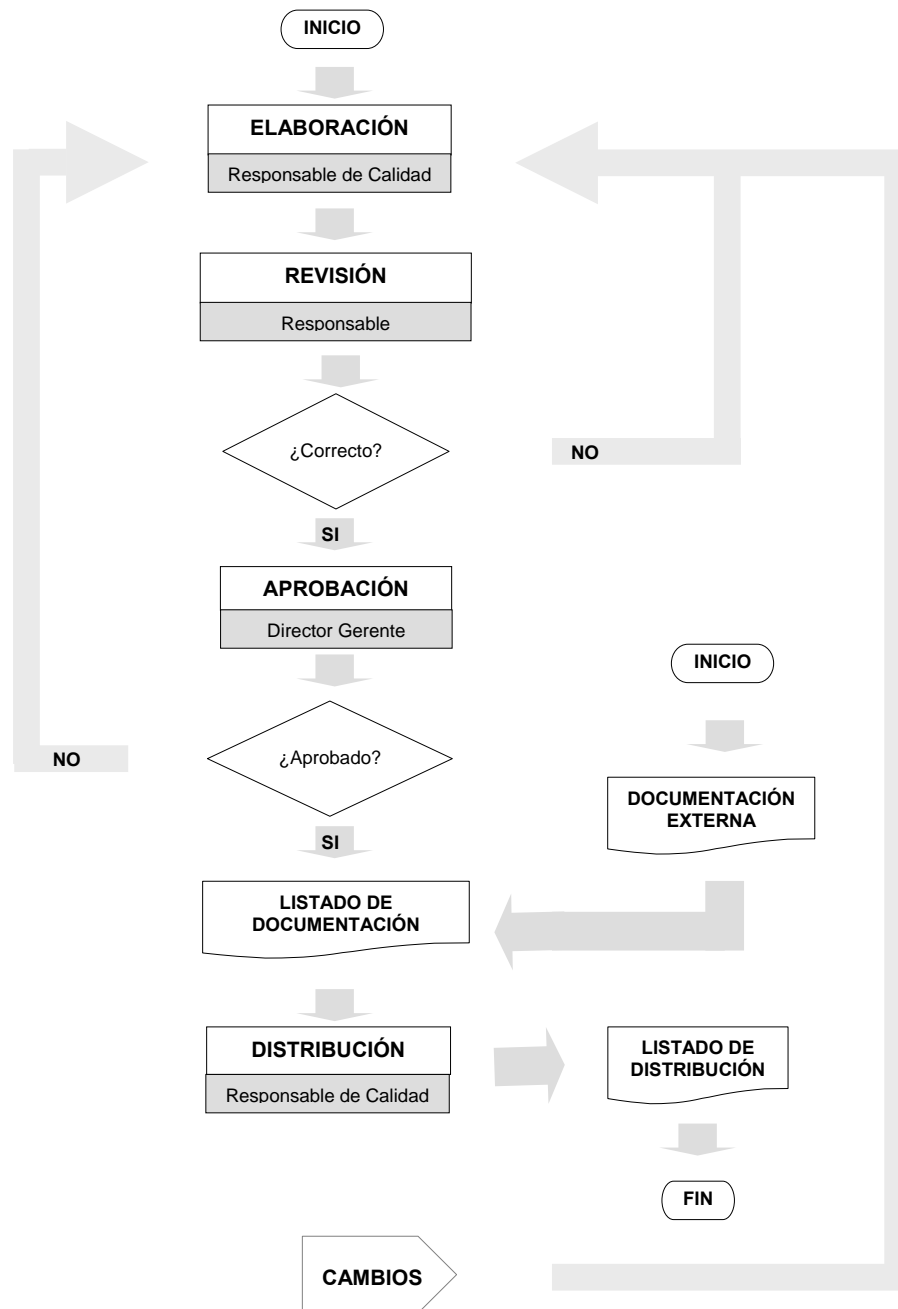 INICIO
ELABORACIÓN
Responsable de Calidad
REVISIÓN
Responsable
¿Correcto?
NO
SI
APROBACIÓN
Director Gerente
INICIO
¿Aprobado?
NO
DOCUMENTACIÓN
EXTERNA
SI
LISTADO DE
DOCUMENTACIÓN
DISTRIBUCIÓN
Responsable de Calidad
LISTADO DE
DISTRIBUCIÓN
FIN
CAMBIOS